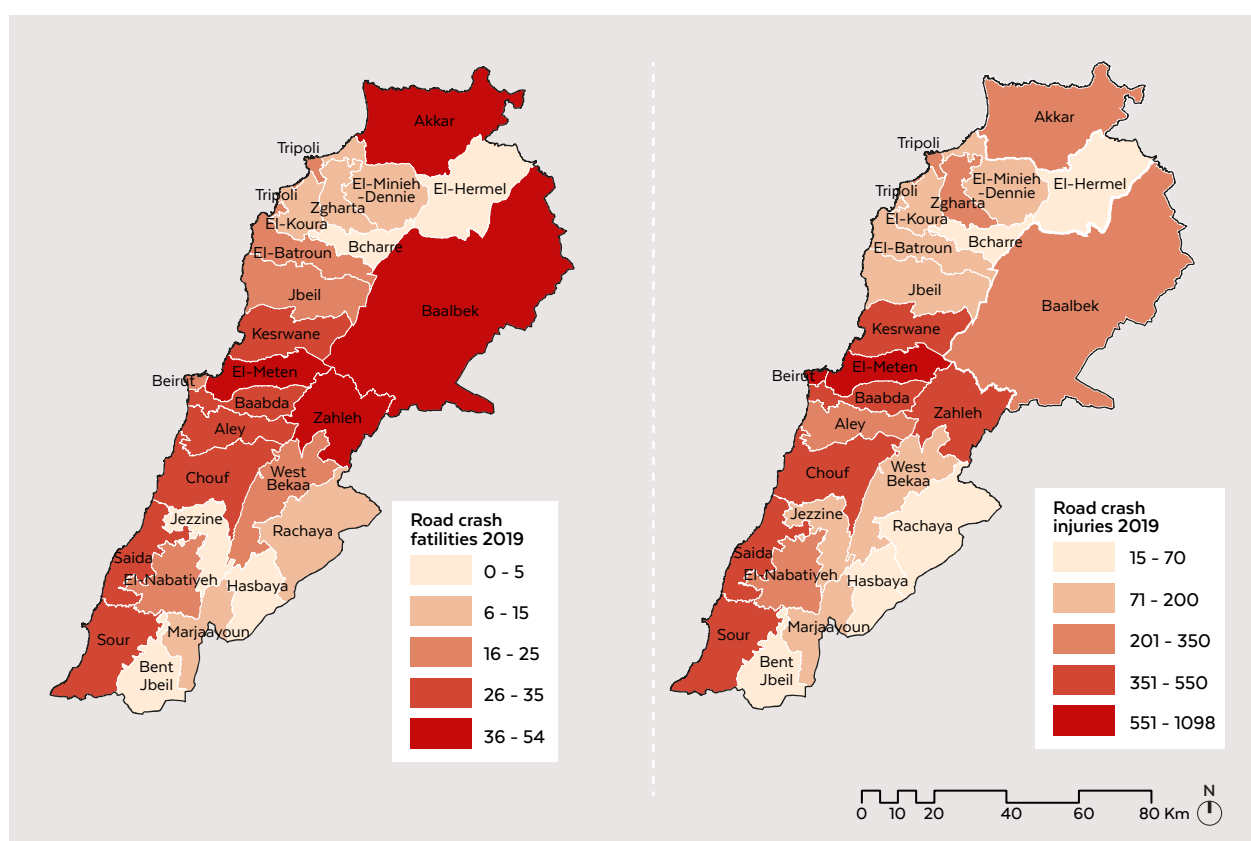 Akkar
Tripoli
El-Minieh
-Dennie
El-Hermel
Tripoli
Zgharta
El-Koura
Bcharre
El-Batroun
Jbeil
Baalbek
Kesrwane
El-Meten
Beirut
Baabda
Zahleh
Aley
Chouf
West
Bekaa
Jezzine
Rachaya
Saida
El-Nabatiyeh
Hasbaya
Marjaayoun
Sour
Bent
Jbeil
Road crash
fatilities 2019
0 - 5
6 - 15
16 - 25
26 - 35
36 - 54
Akkar
Tripoli
El-Minieh
-Dennie
El-Hermel
Tripoli
Zgharta
El-Koura
Bcharre
El-Batroun
Jbeil
Baalbek
Kesrwane
El-Meten
Beirut
Baabda
Zahleh
Aley
Chouf
West
Bekaa
Jezzine
Rachaya
Saida
El-Nabatiyeh
Hasbaya
Marjaayoun
Sour
Bent
Jbeil
Road crash
injuries 2019
15 - 70
71 - 200
201 - 350
351 - 550
551 - 1098
N
0 10 20 40 60 80 Km